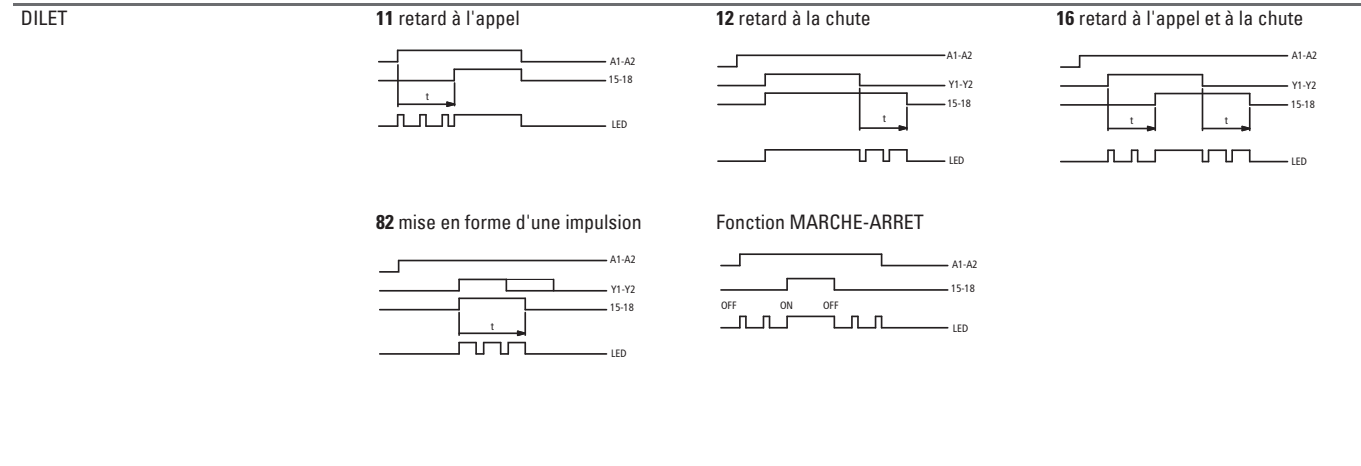 DILET
11 retard à l'appel
A1-A2
15-18
t
LED
12 retard à la chute
A1-A2
Y1-Y2
15-18
t
LED
16 retard à l'appel et à la chute
A1-A2
Y1-Y2
15-18
t t
LED
82 mise en forme d'une impulsion
A1-A2
Y1-Y2
15-18
t
LED
Fonction MARCHE-ARRET
A1-A2
15-18
OFF ON OFF
LED